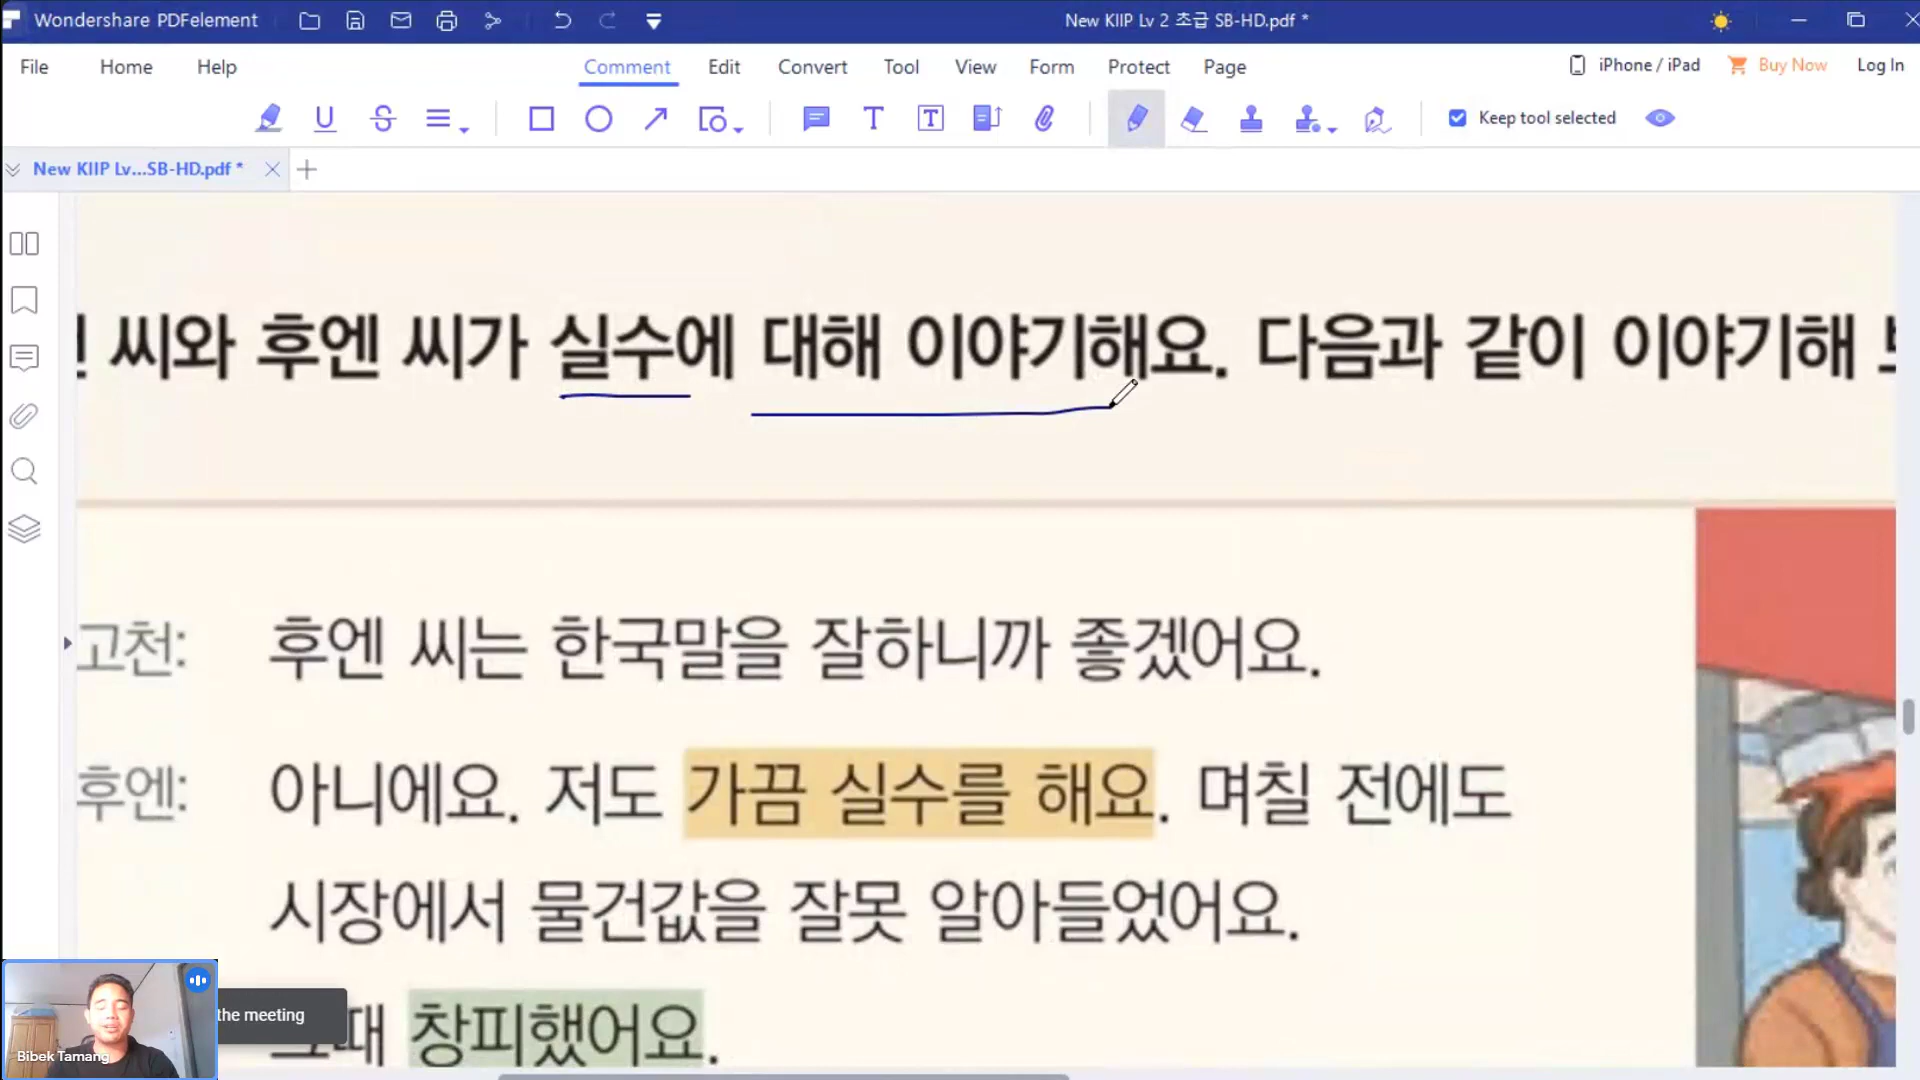 Wondershare PDFelement
New KIIP Lv 2 초급 SB-HD.pdf *
File Home Help Comment Edit Convert Tool View Form Protect Page iPhone / iPad Buy Now Log In
Keep tool selected
New KIIP Lv...SB-HD.pdf *
씨와 후엔 씨가 실수에 대해 이야기해요. 다음과 같이 이야기해
고천: 후엔 씨는 한국말을 잘하니까 좋겠어요.
후엔: 아니에요. 저도 가끔 실수를 해요. 며칠 전에도
시장에서 물건값을 잘못 알아들었어요.
창피했어요.
the meeting
Bibek Tamang